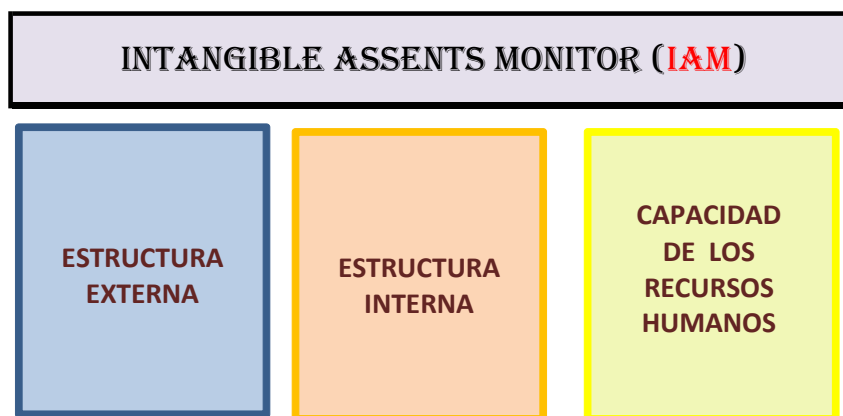 INTANGIBLE ASSENTS MONITOR (IAM)
ESTRUCTURA
EXTERNA
ESTRUCTURA
INTERNA
CAPACIDAD
DE LOS
RECURSOS
HUMANOS